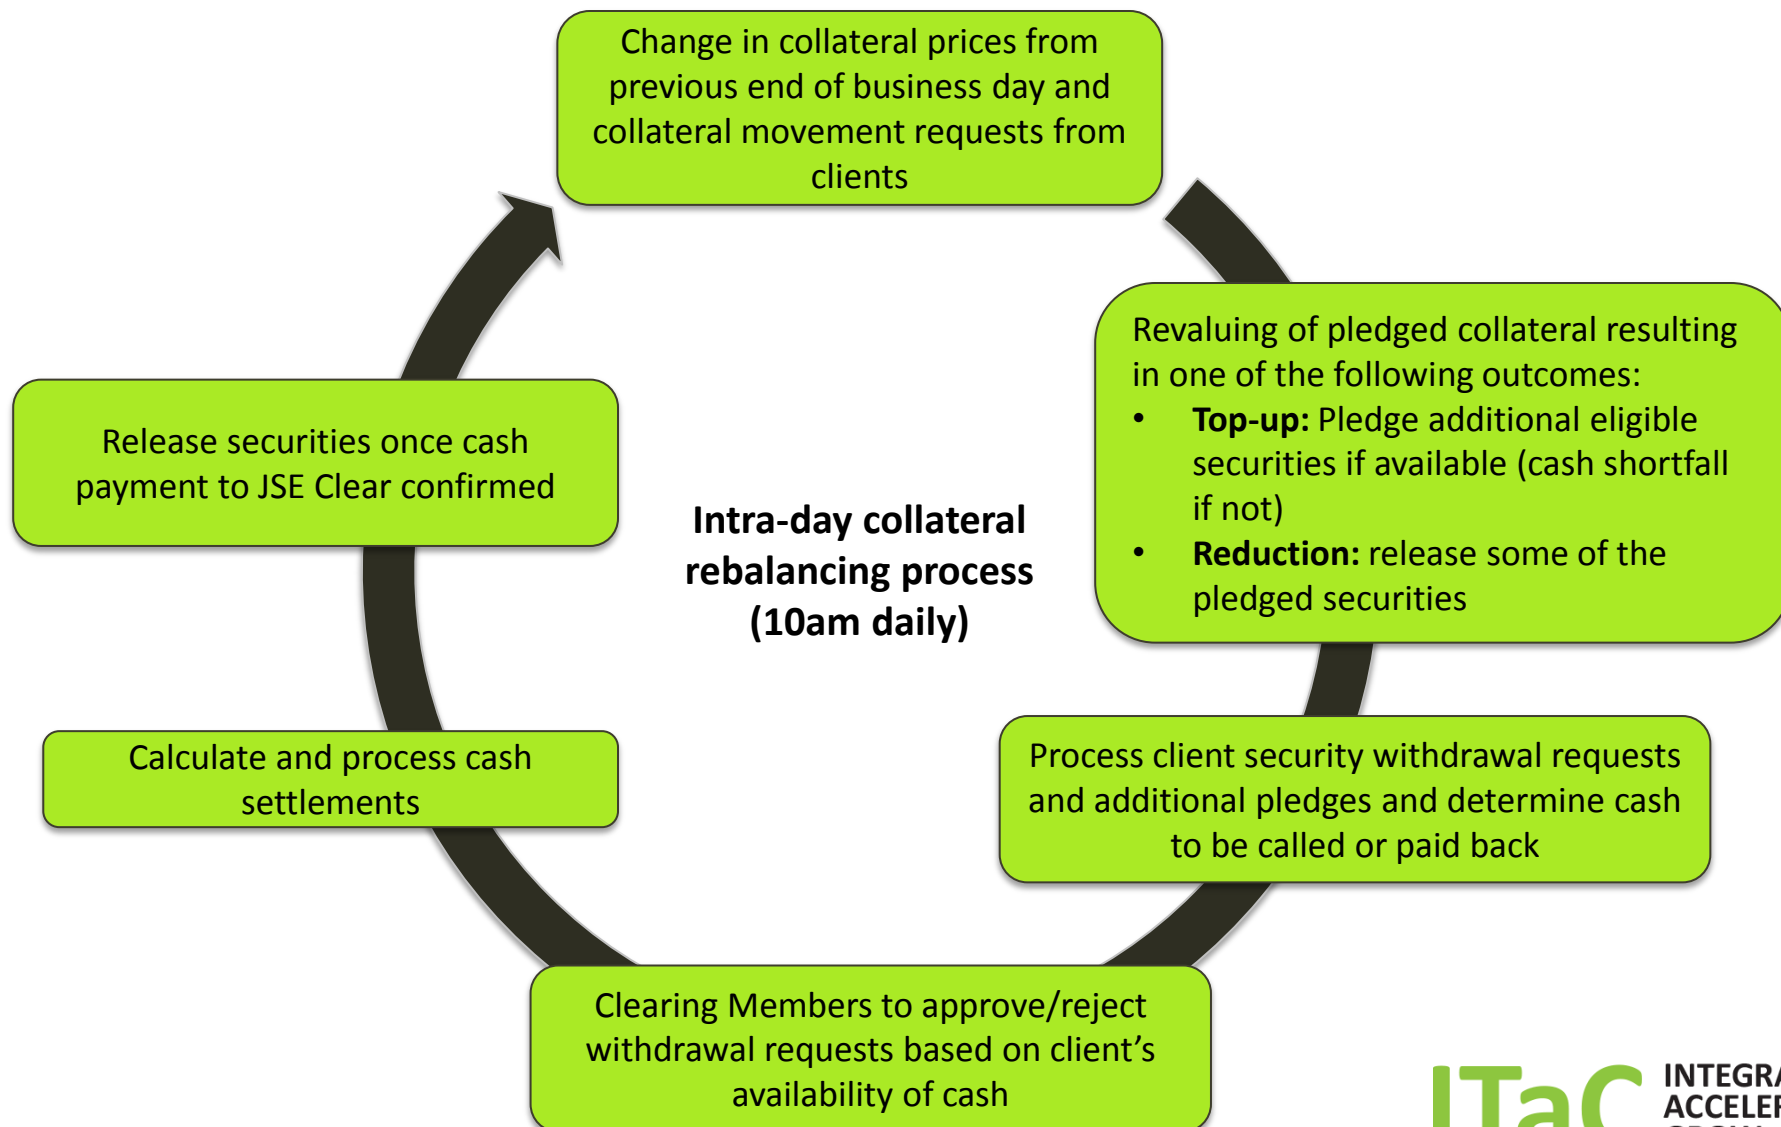 Change in collateral prices from
previous end of business day and
collateral movement requests from
clients
Revaluing of pledged collateral resulting
in one of the following outcomes:
• Top-up: Pledge additional eligible
securities if available (cash shortfall
if not)
• Reduction: release some of the
pledged securities
Release securities once cash
payment to JSE Clear confirmed
Intra-day collateral
rebalancing process
(10am daily)
Process client security withdrawal requests
and additional pledges and determine cash
to be called or paid back
Calculate and process cash
settlements
Clearing Members to approve/reject
withdrawal requests based on client’s
availability of cash
ITaC